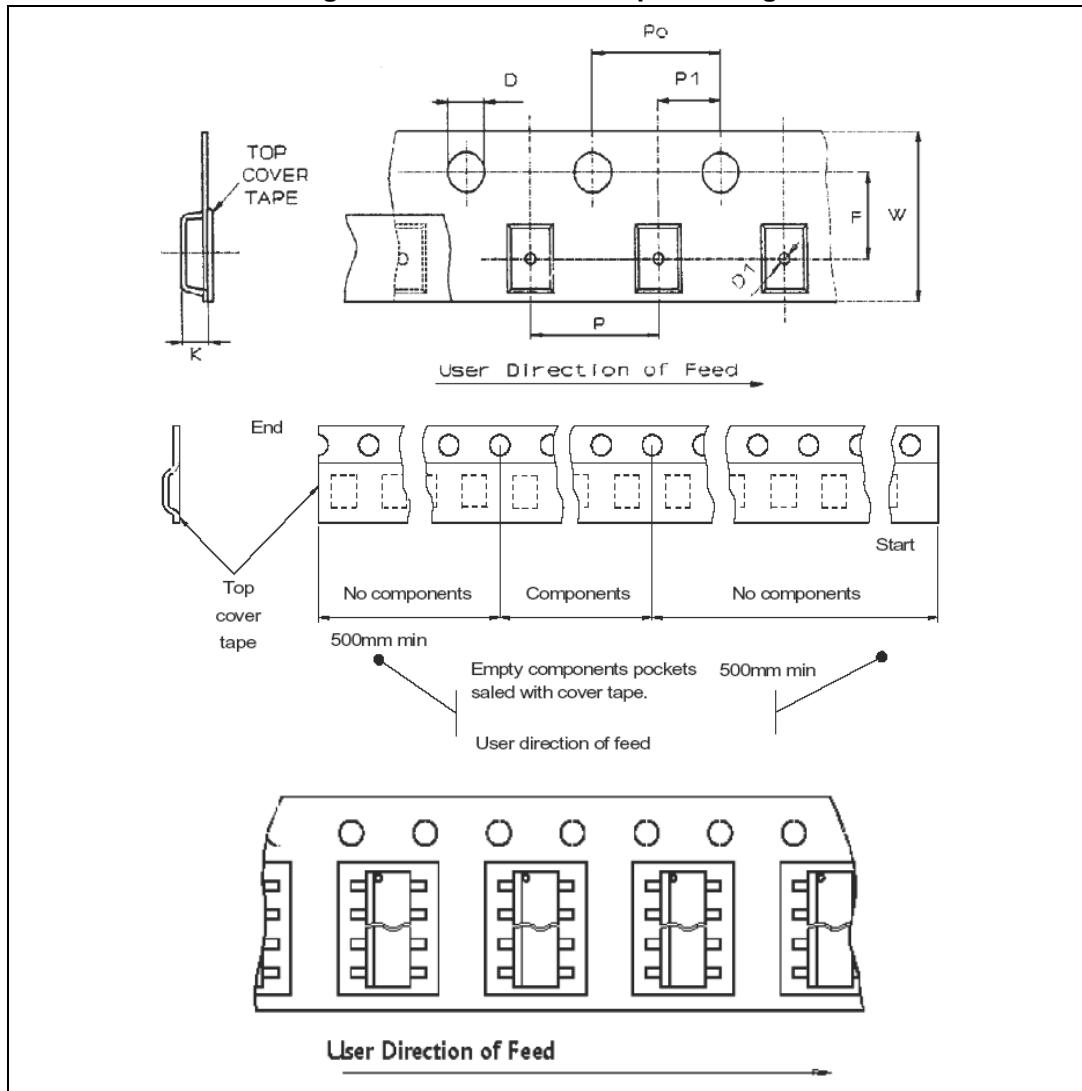 Po
D
P1
TOP
COVER
TAPE
F
W
D1
P
K
User Direction of Feed
End
Start
Top
cover
tape
No components
Components
No components
500mm min
Empty components pockets
saled with cover tape.
500mm min
User direction of feed
User Direction of Feed